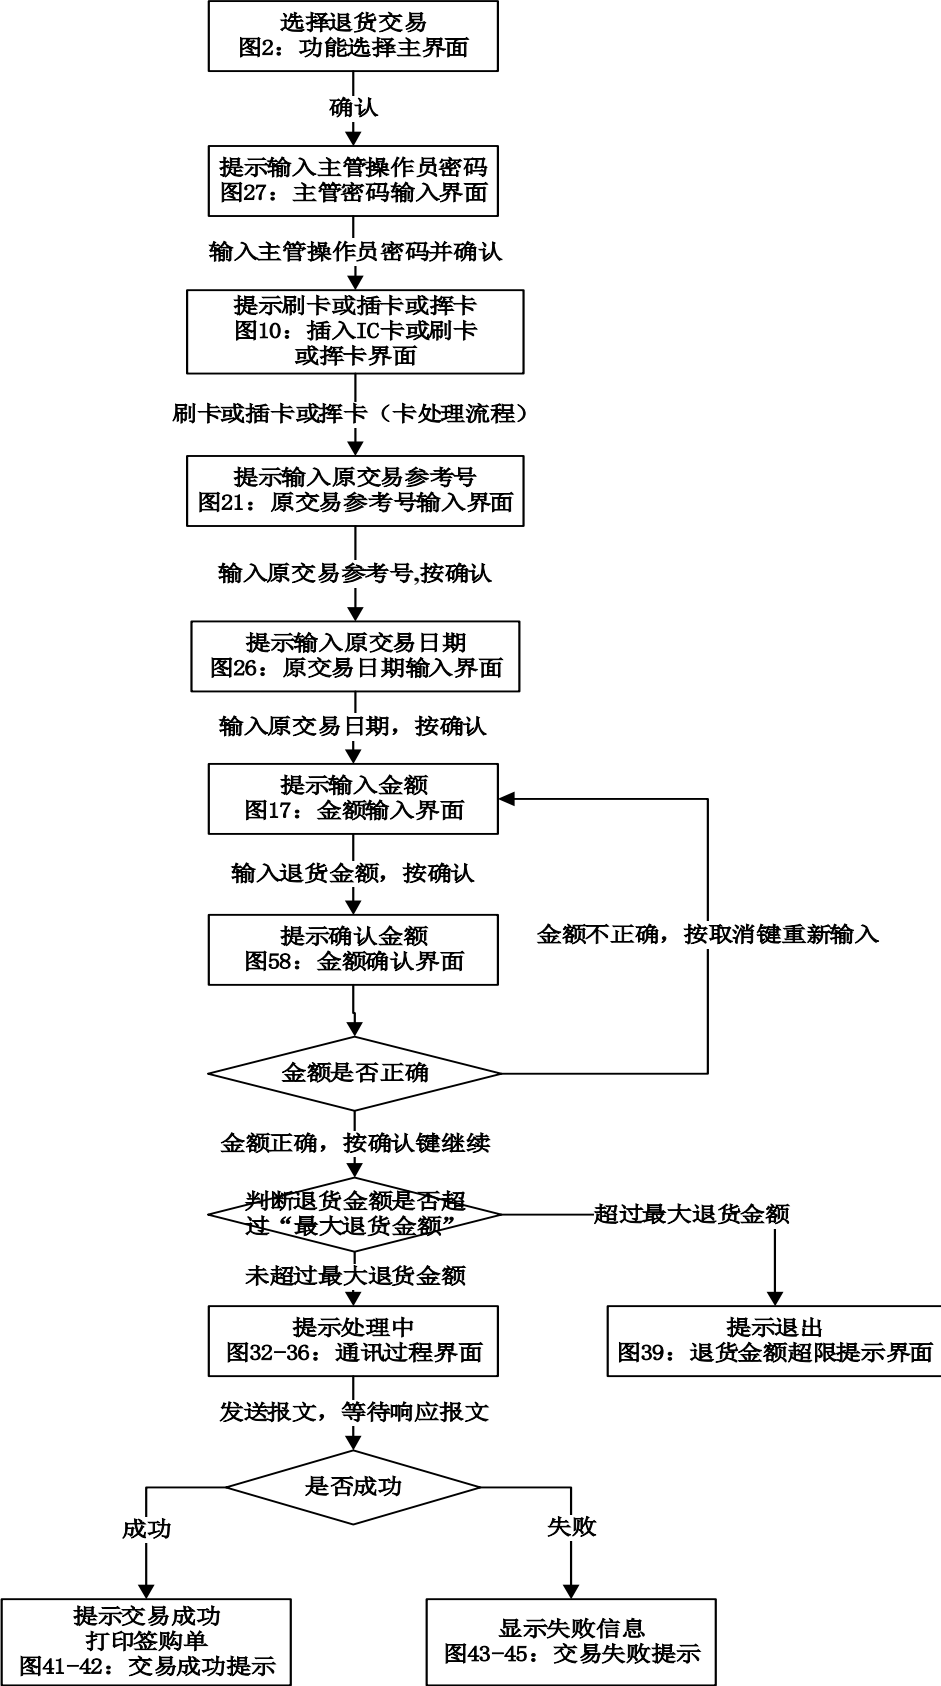 选择退货交易
图2：功能选择主界面
确认
提示输入主管操作员密码
图27：主管密码输入界面
输入主管操作员密码并确认
提示刷卡或插卡或挥卡
图10：插入IC卡或刷卡
或挥卡界面
刷卡或插卡或挥卡（卡处理流程）
提示输入原交易参考号
图21：原交易参考号输入界面
输入原交易参考号,按确认
提示输入原交易日期
图26：原交易日期输入界面
输入原交易日期，按确认
提示输入金额
图17：金额输入界面
输入退货金额，按确认
提示确认金额
图58：金额确认界面
金额不正确，按取消键重新输入
金额是否正确
金额正确，按确认键继续
判断退货金额是否超
过“最大退货金额”
超过最大退货金额
未超过最大退货金额
提示处理中
图32-36：通讯过程界面
提示退出
图39：退货金额超限提示界面
发送报文，等待响应报文
是否成功
成功
失败
提示交易成功
打印签购单
图41-42：交易成功提示
显示失败信息
图43-45：交易失败提示